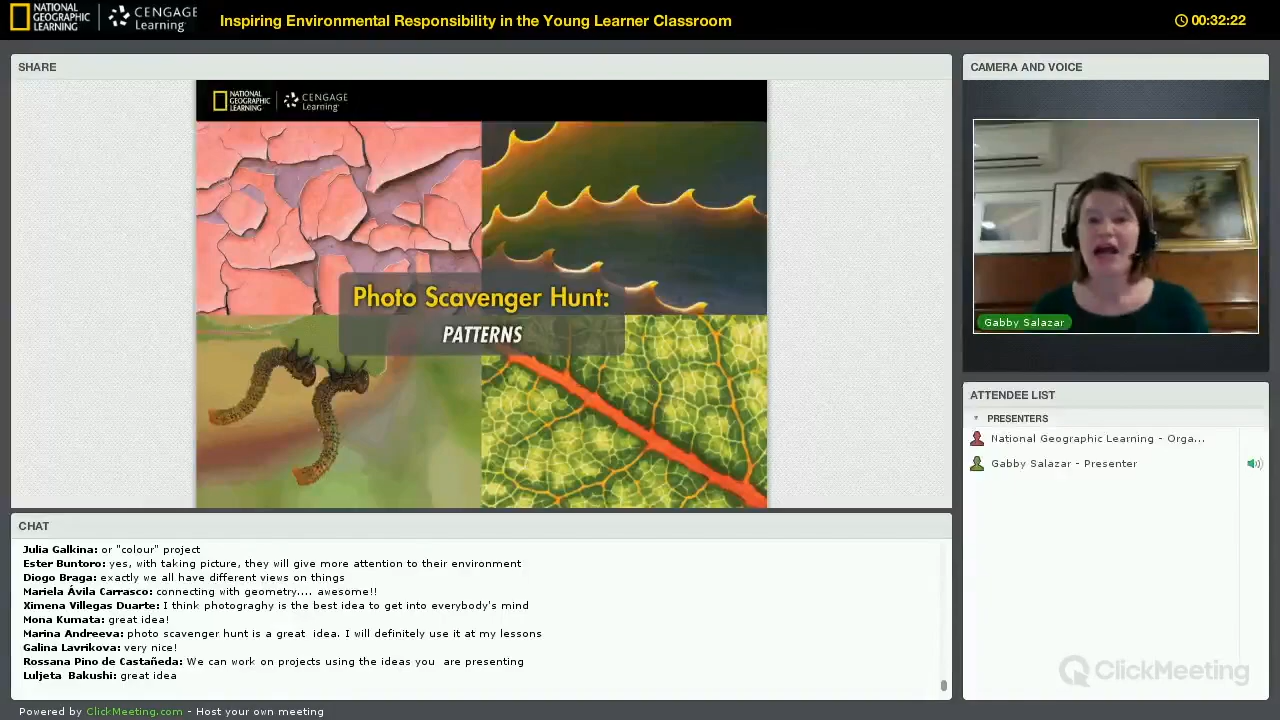 NATIONAL
GEOGRAPHIC
LEARNING
CENGAGE
Learning®
Inspiring Environmental Responsibility in the Young Learner Classroom
00:32:22
SHARE
NATIONAL
GEOGRAPHIC
LEARNING
CENGAGE
Learning®
Photo Scavenger Hunt:
PATTERNS
CAMERA AND VOICE
Gabby Salazar
ATTENDEE LIST
PRESENTERS
National Geographic Learning - Orga...
Gabby Salazar - Presenter
CHAT
Julia Galkina: or "colour" project
Ester Buntoro: yes, with taking picture, they will give more attention to their environment
Diogo Braga: exactly we all have different views on things
Mariela Ávila Carrasco: connecting with geometry.... awesome!!
Ximena Villegas Duarte: I think photograghy is the best idea to get into everybody's mind
Mona Kumata: great idea!
Marina Andreeva: photo scavenger hunt is a great  idea. I will definitely use it at my lessons
Galina Lavrikova: very nice!
Rossana Pino de Castañeda: We can work on projects using the ideas you  are presenting
Luljeta  Bakushi: great idea
ClickMeeting
Powered by ClickMeeting.com - Host your own meeting